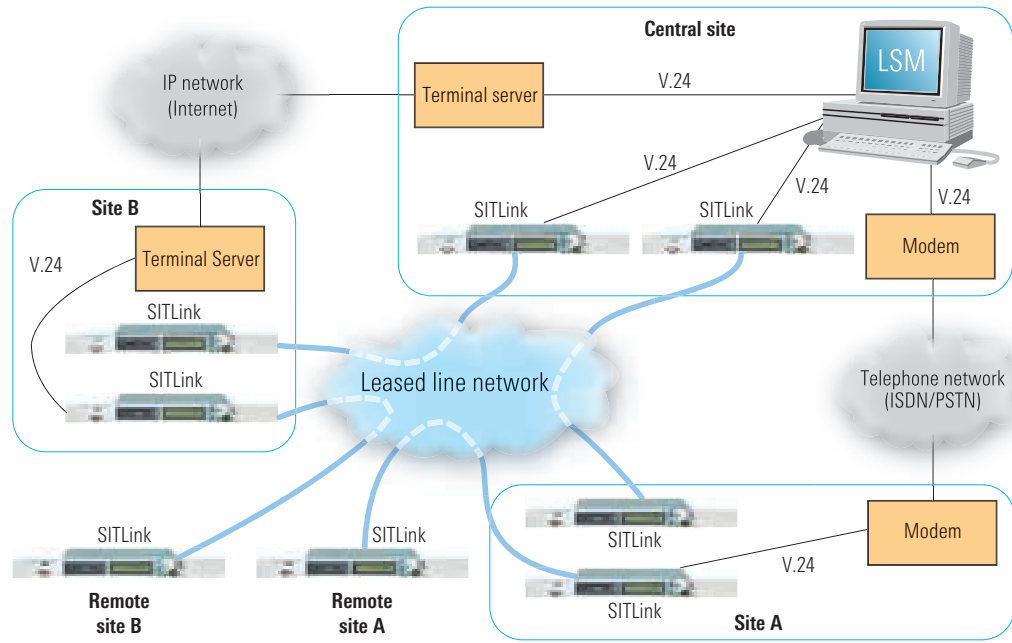 Central site
LSM
IP network
(Internet)
Terminal server
V.24
V.24
V.24
V.24
SITLink
SITLink
Modem
Site B
Terminal Server
V.24
SITLink
SITLink
Leased line network
Telephone network
(ISDN/PSTN)
SITLink
SITLink
SITLink
Modem
V.24
SITLink
Remote
site B
Remote
site A
Site A